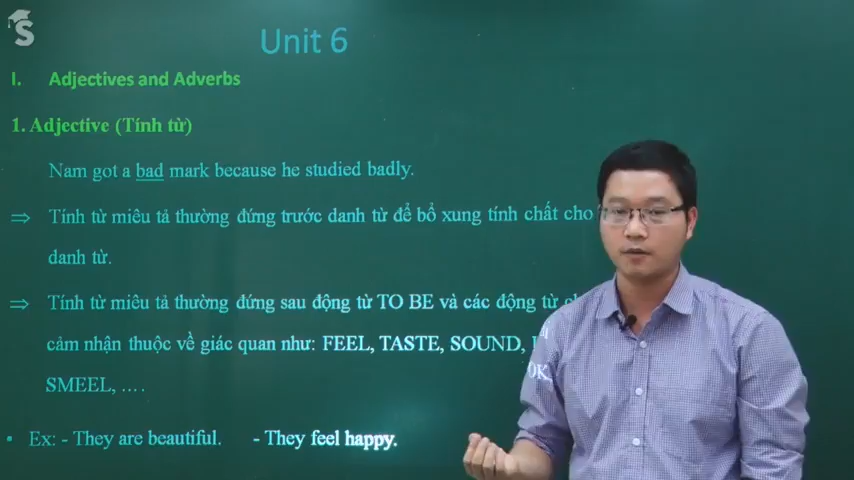 S
Unit 6
I. Adjectives and Adverbs
1. Adjective (Tính từ)
Nam got a bad mark because he studied badly.
⇒ Tính từ miêu tả thường đứng trước danh từ để bổ xung tính chất cho
danh từ.
⇒ Tính từ miêu tả thường đứng sau động từ TO BE và các động từ
cảm nhận thuộc về giác quan như: FEEL, TASTE, SOUND,
SMEEL, ….
• Ex: - They are beautiful. - They feel happy.